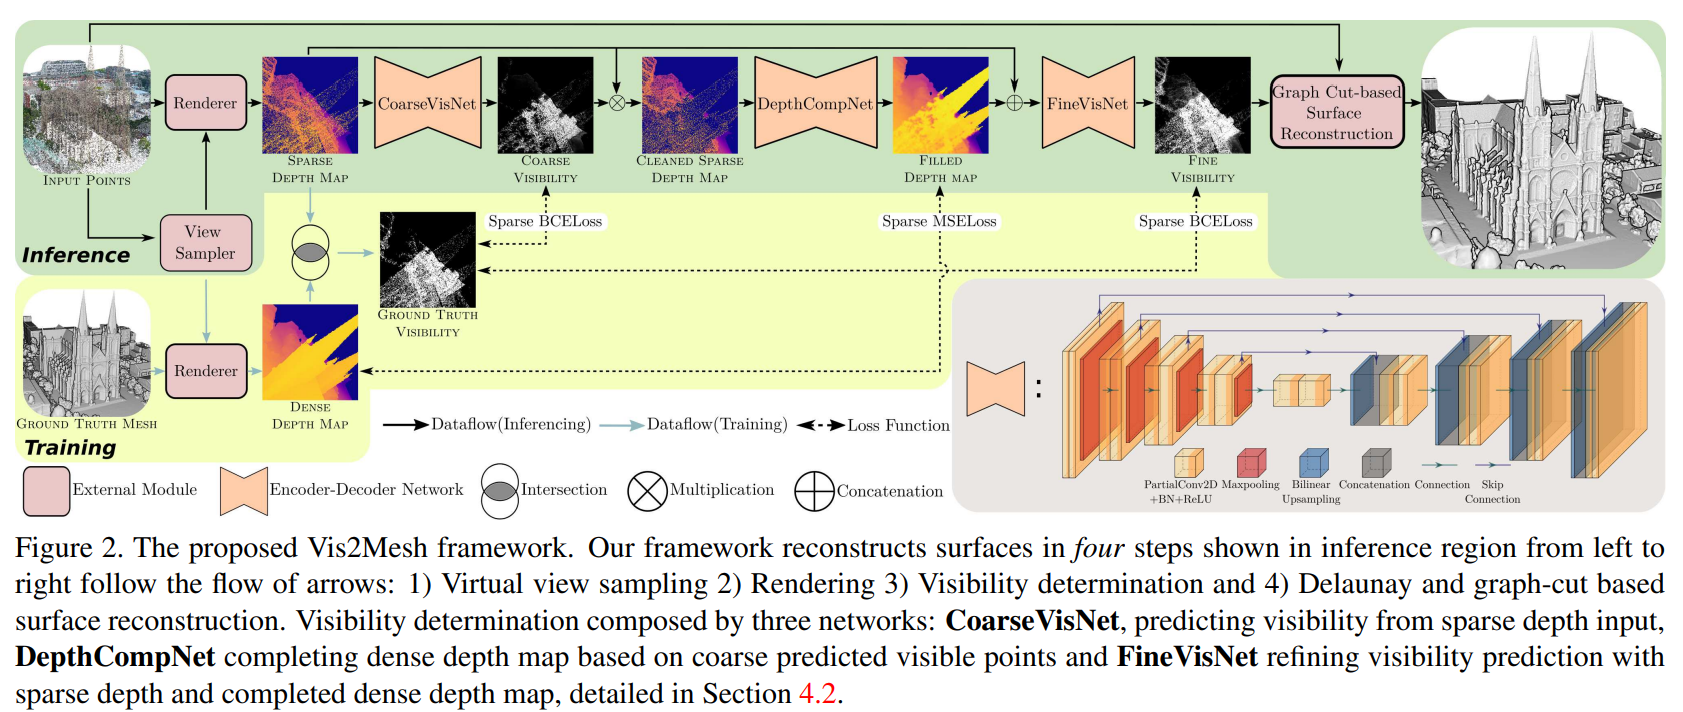 Renderer
CoarseVisNet
DepthCompNet
FineVisNet
Graph Cut-based
Surface
Reconstruction
INPUT POINTS
SPARSE
DEPTH MAP
COARSE
VISIBILITY
CLEANED SPARSE
DEPTH MAP
FILLED
DEPTH MAP
FINE
VISIBILITY
View
Sampler
Inference
Sparse BCELoss
Sparse MSELoss
Sparse BCELoss
GROUND TRUTH
VISIBILITY
Renderer
GROUND TRUTH MESH
DENSE
DEPTH MAP
Training
Dataflow(Inferencing)
Dataflow(Training)
Loss Function
External Module
Encoder-Decoder Network
Intersection
Multiplication
Concatenation
:
PartialConv2D
+BN+ReLU
Maxpooling
Bilinear
Upsampling
Concatenation
Connection
Skip
Connection
Figure 2. The proposed Vis2Mesh framework. Our framework reconstructs surfaces in four steps shown in inference region from left to
right follow the flow of arrows: 1) Virtual view sampling 2) Rendering 3) Visibility determination and 4) Delaunay and graph-cut based
surface reconstruction. Visibility determination composed by three networks: CoarseVisNet, predicting visibility from sparse depth input,
DepthCompNet completing dense depth map based on coarse predicted visible points and FineVisNet refining visibility prediction with
sparse depth and completed dense depth map, detailed in Section 4.2.